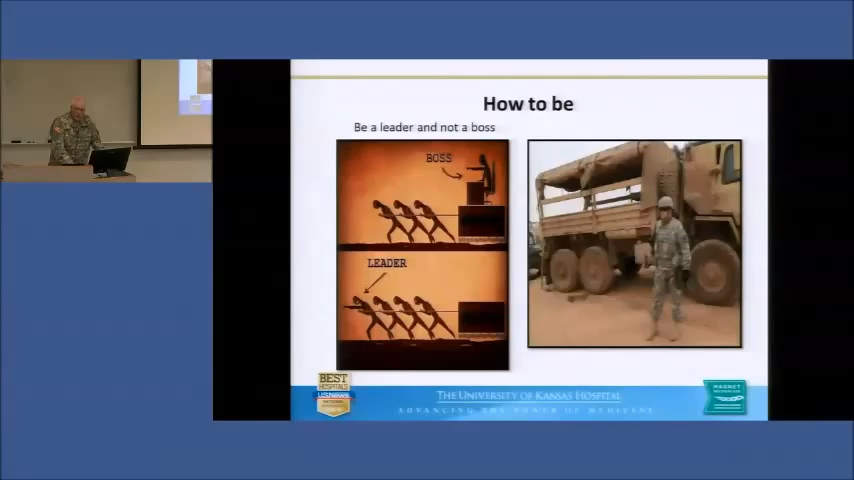 How to be
Be a leader and not a boss
BOSS
LEADER
BEST
HOSPITALS
USNews
NATIONAL
THE UNIVERSITY OF KANSAS HOSPITAL
ADVANCING THE POWER OF MEDICINE
MAGNET